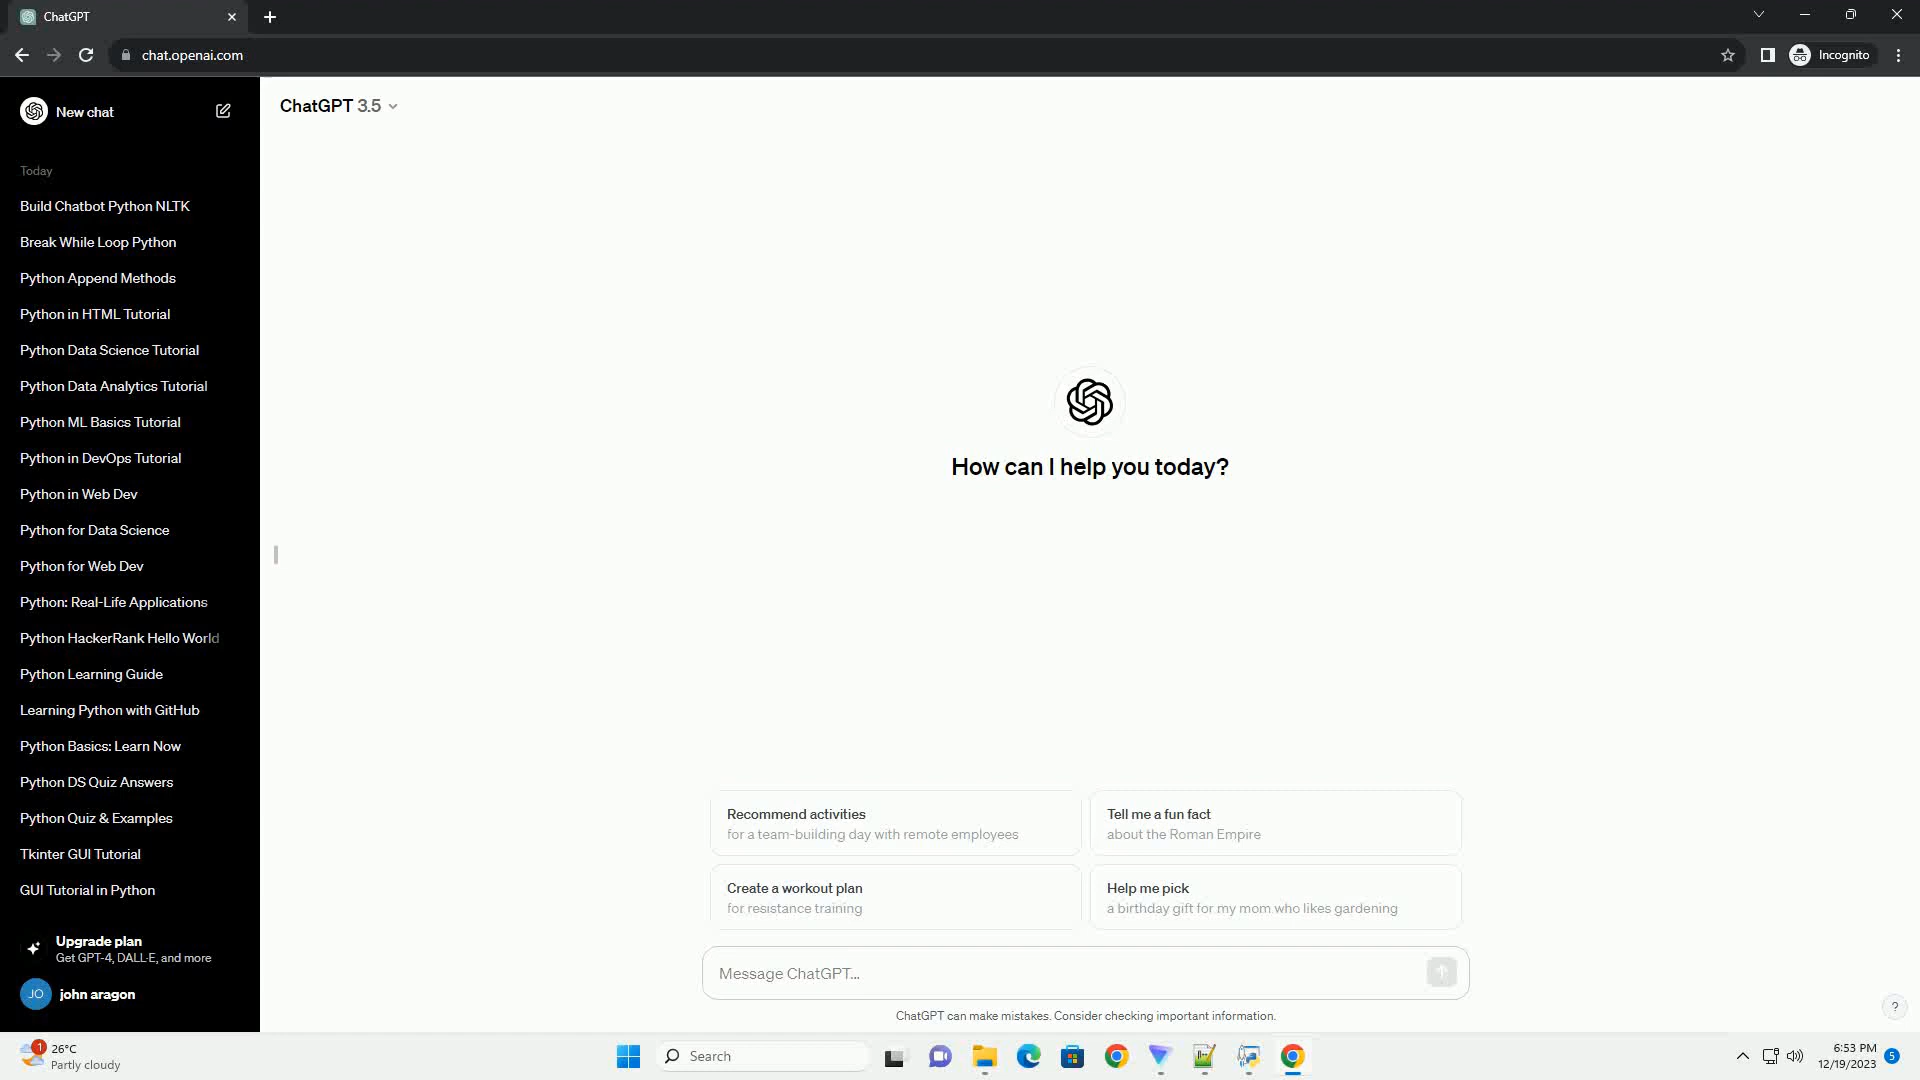 ChatGPT
chat.openai.com
Incognito
New chat
ChatGPT 3.5
Today
Build Chatbot Python NLTK
Break While Loop Python
Python Append Methods
Python in HTML Tutorial
Python Data Science Tutorial
Python Data Analytics Tutorial
Python ML Basics Tutorial
Python in DevOps Tutorial
Python in Web Dev
Python for Data Science
Python for Web Dev
Python: Real-Life Applications
Python HackerRank Hello World
Python Learning Guide
Learning Python with GitHub
Python Basics: Learn Now
Python DS Quiz Answers
Python Quiz & Examples
Tkinter GUI Tutorial
GUI Tutorial in Python
Upgrade plan
Get GPT-4, DALL·E, and more
JO john aragon
How can I help you today?
Recommend activities
for a team-building day with remote employees
Tell me a fun fact
about the Roman Empire
Create a workout plan
for resistance training
Help me pick
a birthday gift for my mom who likes gardening
Message ChatGPT...
ChatGPT can make mistakes. Consider checking important information.
?
1
26°C
Partly cloudy
Search
6:53 PM
12/19/2023
5